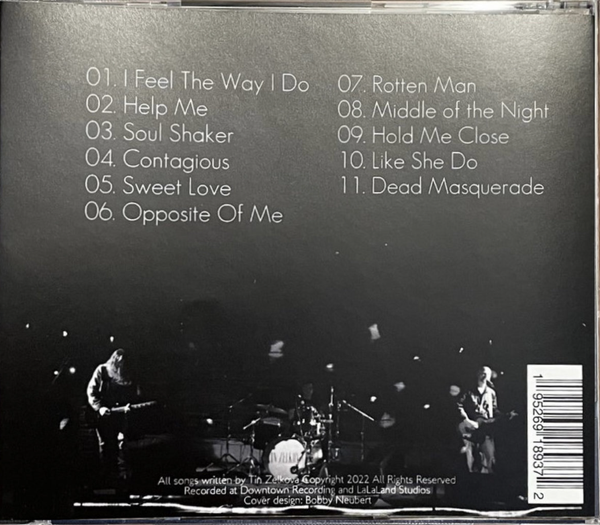 01. I Feel The Way I Do
02. Help Me
03. Soul Shaker
04. Contagious
05. Sweet Love
06. Opposite Of Me
07. Rotten Man
08. Middle of the Night
09. Hold Me Close
10. Like She Do
11. Dead Masquerade
TIN ZELKOVA
All songs written by Tin Zelkova Copyright 2022 All Rights Reserved
Recorded at Downtown Recording and LaLaLand Studios
Cover design: Bobby Neubert
1 95269 18937 2